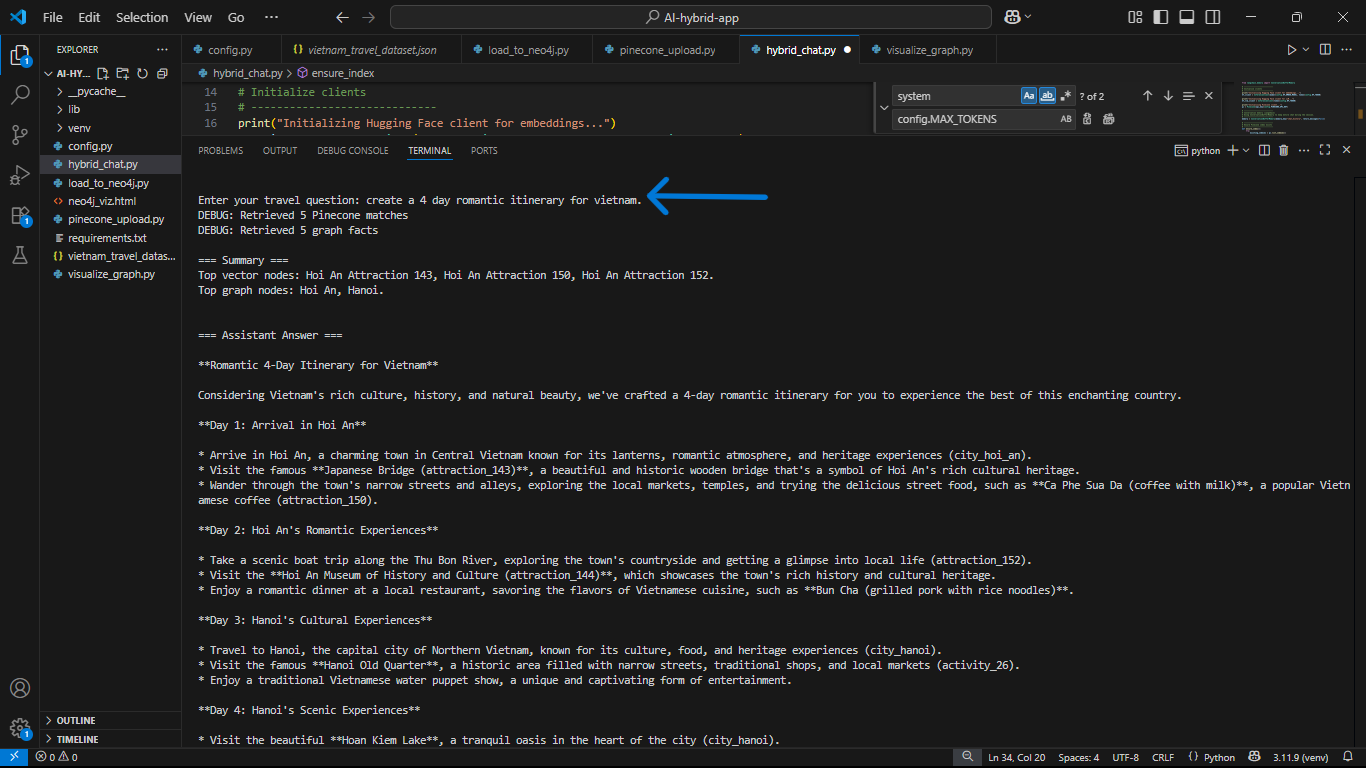 File Edit Selection View Go ··· AI-hybrid-app
EXPLORER ···
config.py vietnam_travel_dataset.json load_to_neo4j.py pinecone_upload.py hybrid_chat.py visualize_graph.py
AI-HY...
__pycache__
lib
venv
config.py
hybrid_chat.py
load_to_neo4j.py
neo4j_viz.html
pinecone_upload.py
requirements.txt
vietnam_travel_datas...
visualize_graph.py
OUTLINE
TIMELINE
hybrid_chat.py > ensure_index
14 # Initialize clients
15 # -----------------------------
16 print("Initializing Hugging Face client for embeddings...")
system Aa ab ? of 2
config.MAX_TOKENS AB
PROBLEMS OUTPUT DEBUG CONSOLE TERMINAL PORTS python
Enter your travel question: create a 4 day romantic itinerary for vietnam.
DEBUG: Retrieved 5 Pinecone matches
DEBUG: Retrieved 5 graph facts
=== Summary ===
Top vector nodes: Hoi An Attraction 143, Hoi An Attraction 150, Hoi An Attraction 152.
Top graph nodes: Hoi An, Hanoi.
=== Assistant Answer ===
**Romantic 4-Day Itinerary for Vietnam**
Considering Vietnam's rich culture, history, and natural beauty, we've crafted a 4-day romantic itinerary for you to experience the best of this enchanting country.
**Day 1: Arrival in Hoi An**
* Arrive in Hoi An, a charming town in Central Vietnam known for its lanterns, romantic atmosphere, and heritage experiences (city_hoi_an).
* Visit the famous **Japanese Bridge (attraction_143)**, a beautiful and historic wooden bridge that's a symbol of Hoi An's rich cultural heritage.
* Wander through the town's narrow streets and alleys, exploring the local markets, temples, and trying the delicious street food, such as **Ca Phe Sua Da (coffee with milk)**, a popular Vietn
amese coffee (attraction_150).
**Day 2: Hoi An's Romantic Experiences**
* Take a scenic boat trip along the Thu Bon River, exploring the town's countryside and getting a glimpse into local life (attraction_152).
* Visit the **Hoi An Museum of History and Culture (attraction_144)**, which showcases the town's rich history and cultural heritage.
* Enjoy a romantic dinner at a local restaurant, savoring the flavors of Vietnamese cuisine, such as **Bun Cha (grilled pork with rice noodles)**.
**Day 3: Hanoi's Cultural Experiences**
* Travel to Hanoi, the capital city of Northern Vietnam, known for its culture, food, and heritage experiences (city_hanoi).
* Visit the famous **Hanoi Old Quarter**, a historic area filled with narrow streets, traditional shops, and local markets (activity_26).
* Enjoy a traditional Vietnamese water puppet show, a unique and captivating form of entertainment.
**Day 4: Hanoi's Scenic Experiences**
* Visit the beautiful **Hoan Kiem Lake**, a tranquil oasis in the heart of the city (city_hanoi).
0 0 Ln 34, Col 20 Spaces: 4 UTF-8 CRLF Python 3.11.9 (venv)